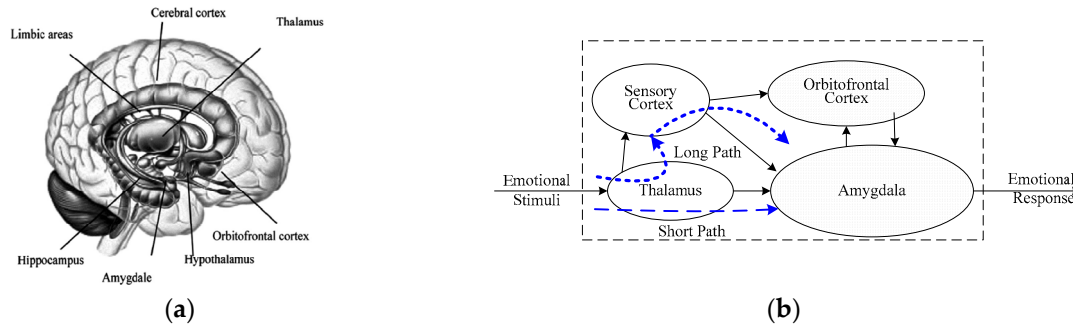 Cerebral cortex
Thalamus
Limbic areas
Orbitofrontal cortex
Hypothalamus
Hippocampus
Amygdale
(a)
Sensory
Cortex
Orbitofrontal
Cortex
Long Path
Emotional
Stimuli
Thalamus
Amygdala
Emotional
Response
Short Path
(b)